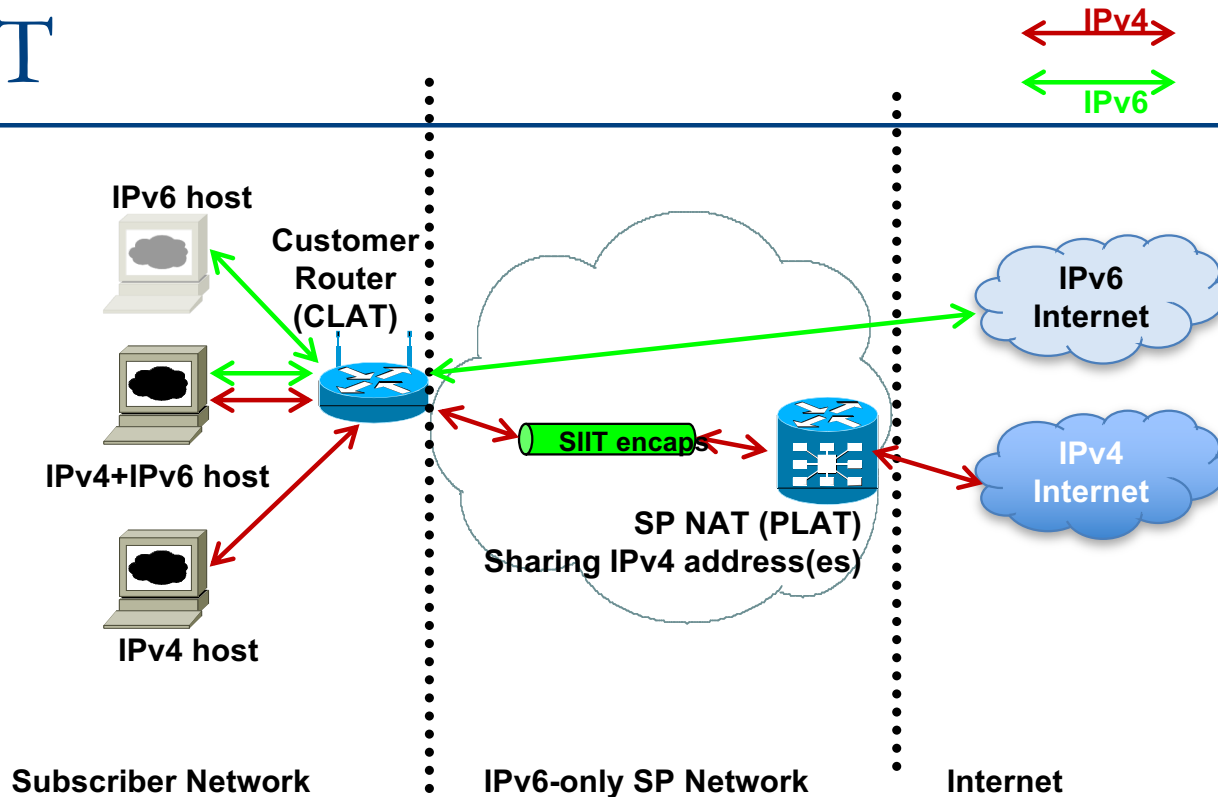 T
IPv4
IPv6
IPv6 host
Customer
Router
(CLAT)
IPv6
Internet
SIIT encaps
IPv4+IPv6 host
IPv4
Internet
SP NAT (PLAT)
Sharing IPv4 address(es)
IPv4 host
Subscriber Network
IPv6-only SP Network
Internet